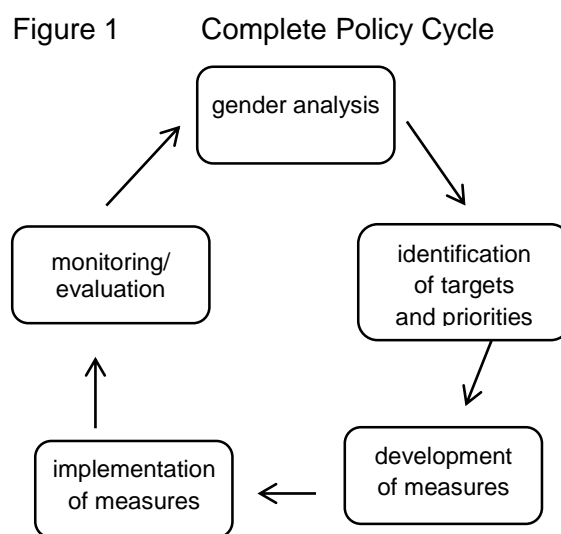 Figure 1 Complete Policy Cycle
gender analysis
identification
of targets
and priorities
development
of measures
implementation
of measures
monitoring/
evaluation